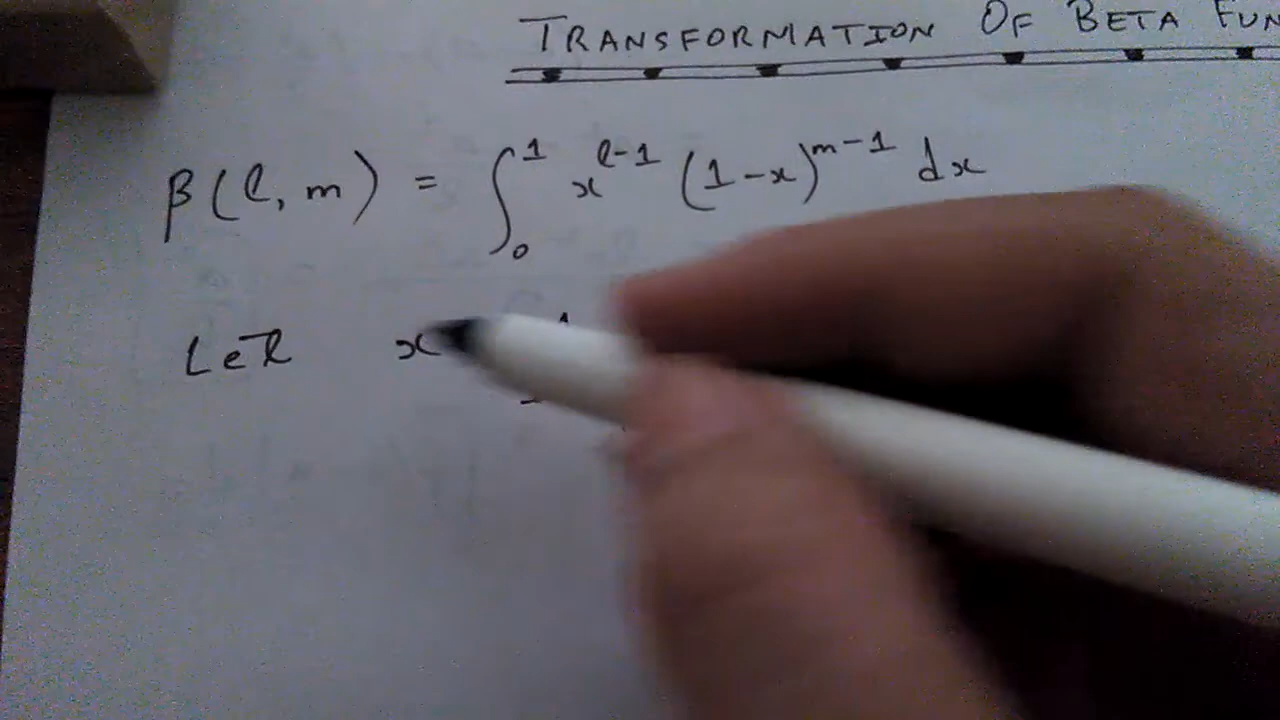 TRANSFORMATION OF BETA FUN
β(l, m) = ∫₀¹ x^{l-1} (1-x)^{m-1} dx
Let x